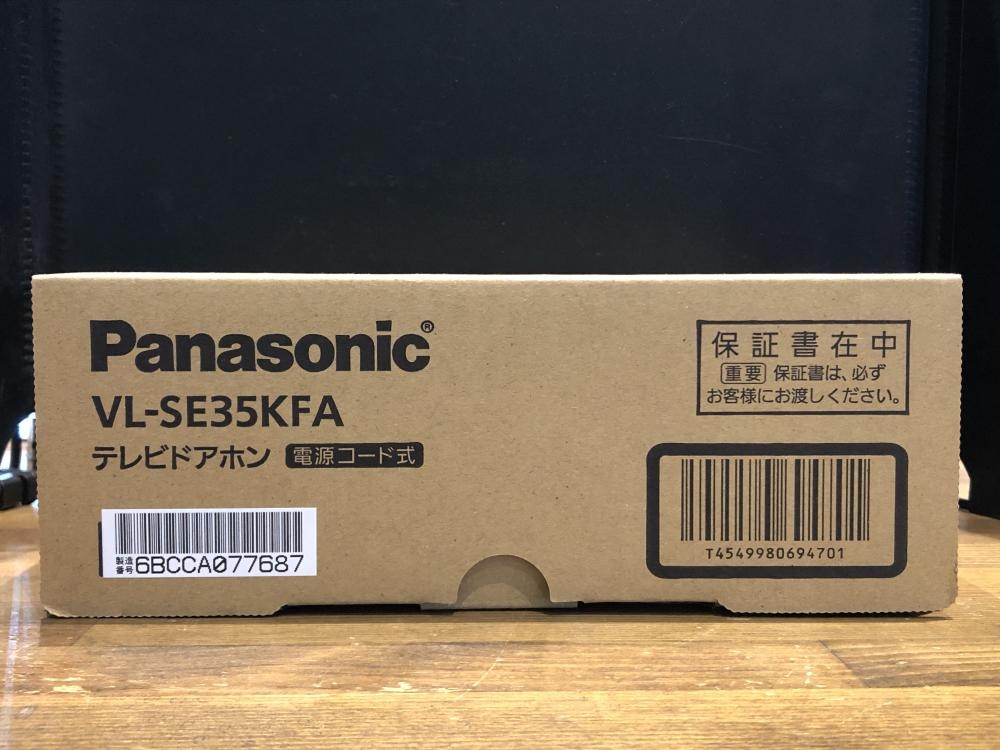 Panasonic®
VL-SE35KFA
テレビドアホン 電源コード式
製造番号 6BCCA077687
保証書在中
重要 保証書は、必ず
お客様にお渡しください。
T4549980694701